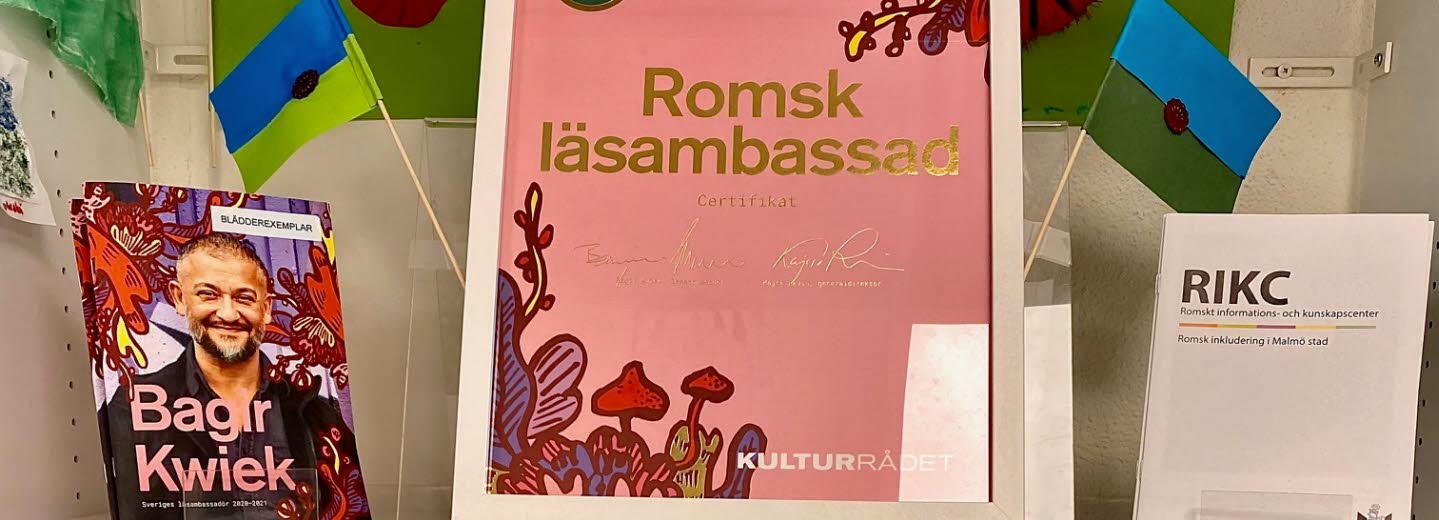 BLÄDDEREXEMPLAR
Bagir
Kwiek
Sveriges läsambassadör 2020–2021
Romsk
läsambassad
Certifikat
generaldirektör
KULTURRÅDET
RIKC
Romskt informations- och kunskapscenter
Romsk inkludering i Malmö stad